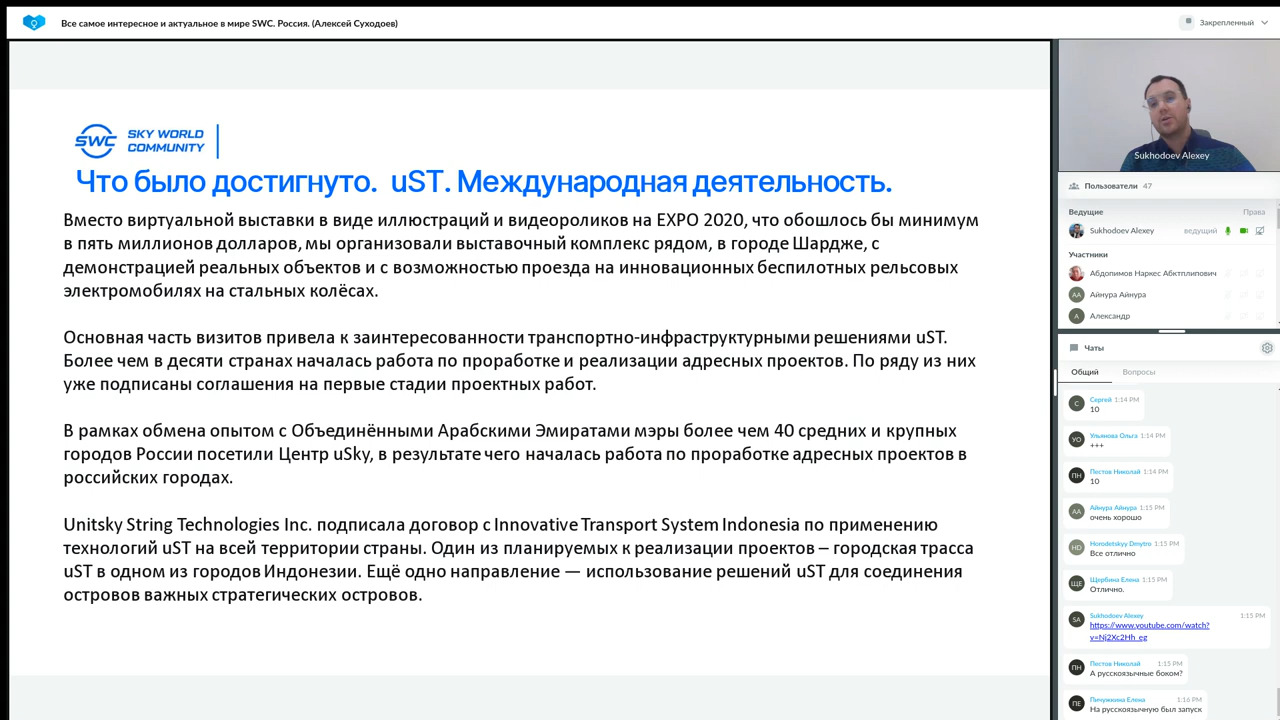 Все самое интересное и актуальное в мире SWC. Россия. (Алексей Суходоев)
Закрепленный
SWC SKY WORLD
COMMUNITY
Что было достигнуто. uST. Международная деятельность.
Вместо виртуальной выставки в виде иллюстраций и видеороликов на EXPO 2020, что обошлось бы минимум
в пять миллионов долларов, мы организовали выставочный комплекс рядом, в городе Шардже, с
демонстрацией реальных объектов и с возможностью проезда на инновационных беспилотных рельсовых
электромобилях на стальных колёсах.
Основная часть визитов привела к заинтересованности транспортно-инфраструктурными решениями uST.
Более чем в десяти странах началась работа по проработке и реализации адресных проектов. По ряду из них
уже подписаны соглашения на первые стадии проектных работ.
В рамках обмена опытом с Объединёнными Арабскими Эмиратами мэры более чем 40 средних и крупных
городов России посетили Центр uSky, в результате чего началась работа по проработке адресных проектов в
российских городах.
Unitsky String Technologies Inc. подписала договор с Innovative Transport System Indonesia по применению
технологий uST на всей территории страны. Один из планируемых к реализации проектов – городская трасса
uST в одном из городов Индонезии. Ещё одно направление — использование решений uST для соединения
островов важных стратегических островов.
Sukhodoev Alexey
Пользователи 47
Ведущие Права
Sukhodoev Alexey ведущий
Участники
Абдопимов Наркес Абктплипович
АА Айнура Айнура
А Александр
Чаты
Общий Вопросы
С Сергей 1:14 PM
10
УО Ульянова Ольга 1:14 PM
+++
ПН Пестов Николай 1:14 PM
10
АА Айнура Айнура 1:15 PM
очень хорошо
HD Horodetskyy Dmytro 1:15 PM
Все отлично
ЩЕ Щербина Елена 1:15 PM
Отлично.
SA Sukhodoev Alexey 1:15 PM
https://www.youtube.com/watch?
v=Nj2Xc2Hh_eg
ПН Пестов Николай 1:15 PM
А русскоязычные боком?
ПЕ Пичужкина Елена 1:16 PM
На русскоязычную был запуск